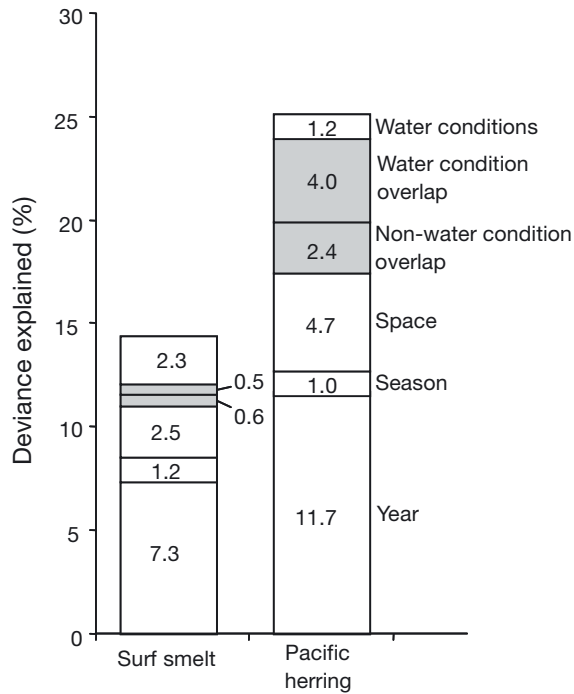 30
25
20
15
10
5
0
Deviance explained (%)
2.3
0.5
0.6
2.5
1.2
7.3
Surf smelt
1.2
4.0
2.4
4.7
1.0
11.7
Pacific
herring
Water conditions
Water condition
overlap
Non-water condition
overlap
Space
Season
Year